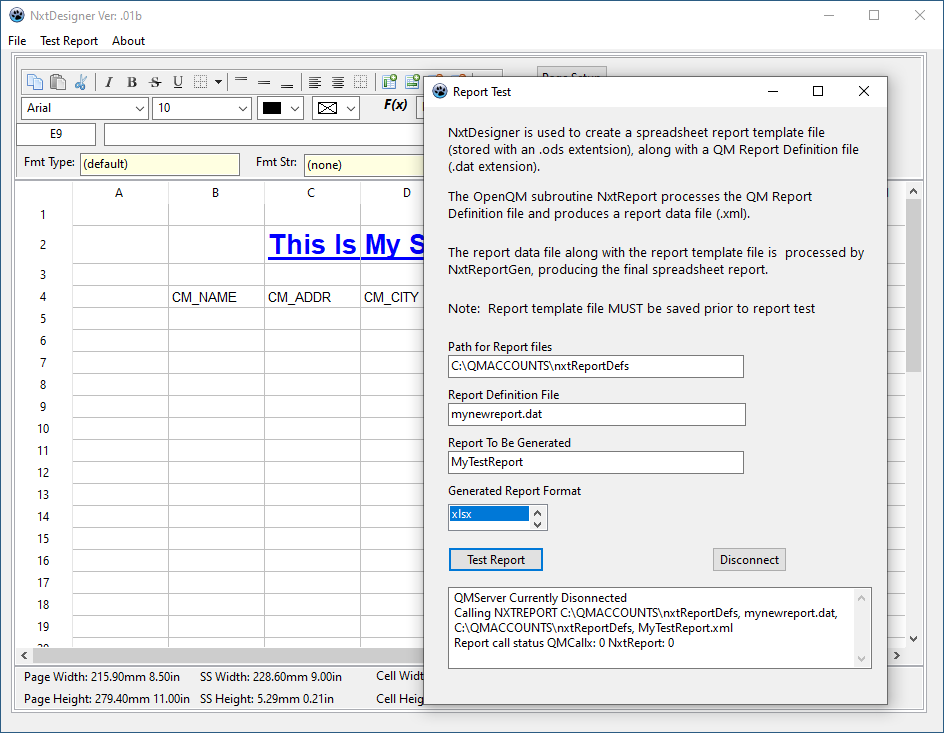 NxtDesigner Ver: .01b
File Test Report About
I B S U
Page Setup
Arial 10 F(x)
E9
Fmt Type: (default) Fmt Str: (none)
A B C D
1
2 This Is My S
3
4 CM_NAME CM_ADDR CM_CITY
5
6
7
8
9
10
11
12
13
14
15
16
17
18
19
20
Page Width: 215.90mm 8.50in SS Width: 228.60mm 9.00in Cell Widt
Page Height: 279.40mm 11.00in SS Height: 5.29mm 0.21in Cell Heig
Report Test
NxtDesigner is used to create a spreadsheet report template file
(stored with an .ods extentsion), along with a QM Report Definition file
(.dat extension).
The OpenQM subroutine NxtReport processes the QM Report
Definition file and produces a report data file (.xml).
The report data file along with the report template file is  processed by
NxtReportGen, producing the final spreadsheet report.
Note:  Report template file MUST be saved prior to report test
Path for Report files
C:\QMACCOUNTS\nxtReportDefs
Report Definition File
mynewreport.dat
Report To Be Generated
MyTestReport
Generated Report Format
xlsx
Test Report Disconnect
QMServer Currently Disonnected
Calling NXTREPORT C:\QMACCOUNTS\nxtReportDefs, mynewreport.dat,
C:\QMACCOUNTS\nxtReportDefs, MyTestReport.xml
Report call status QMCallx: 0 NxtReport: 0